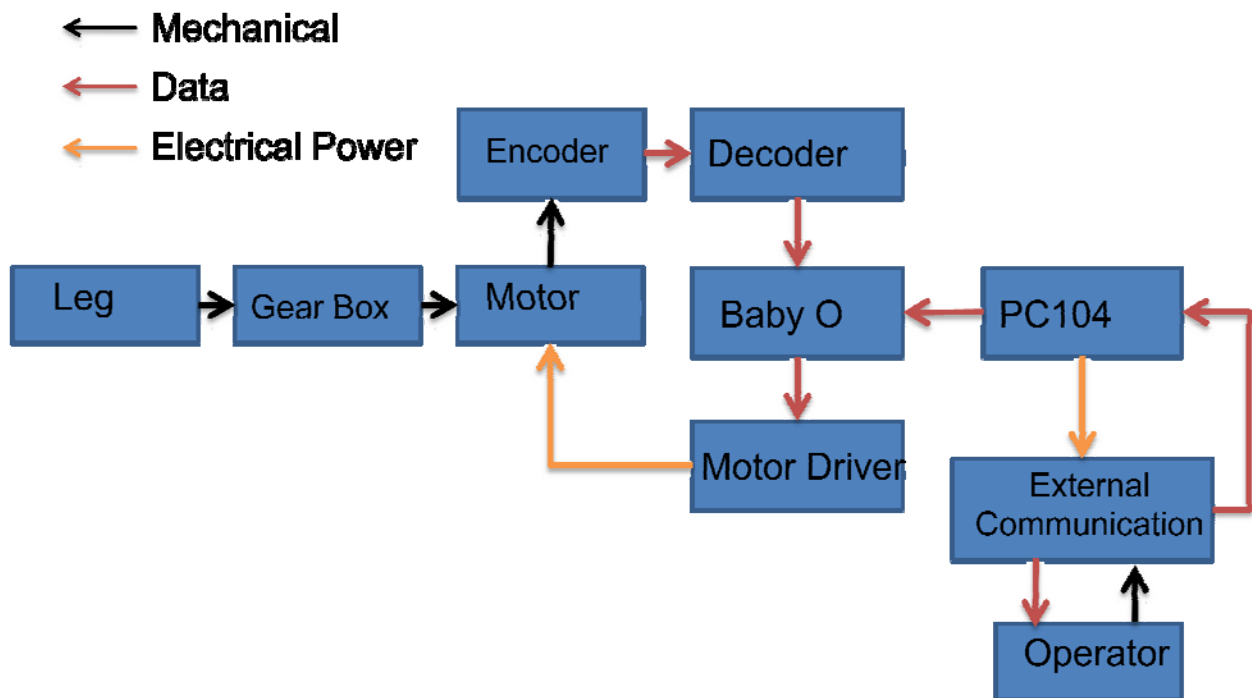 Mechanical
Data
Electrical Power
Encoder
Decoder
Leg
Gear Box
Motor
Baby O
PC104
Motor Driver
External
Communication
Operator